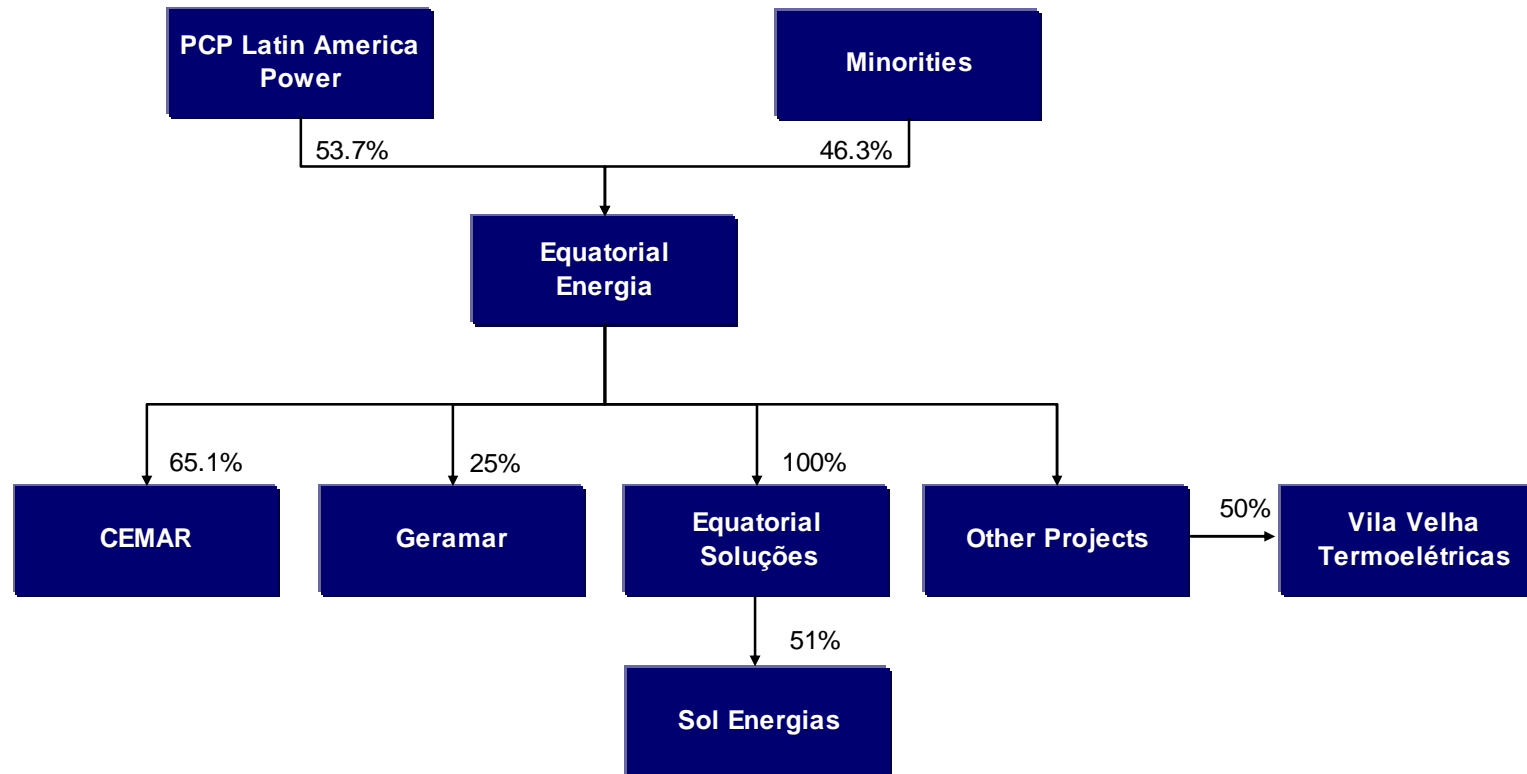 PCP Latin America
Power
Minorities
53.7%
46.3%
Equatorial
Energia
65.1%
25%
100%
CEMAR
Geramar
Equatorial
Soluções
Other Projects
50%
Vila Velha
Termoelétricas
51%
Sol Energias